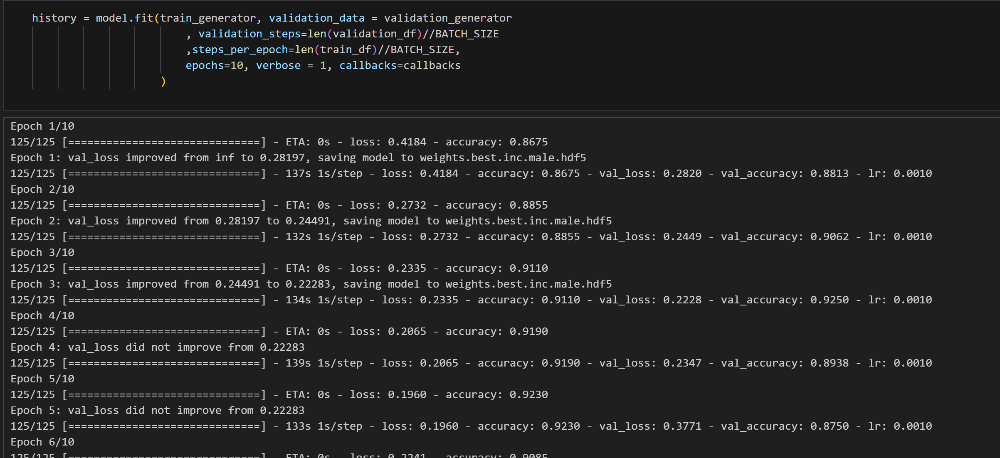 history = model.fit(train_generator, validation_data = validation_generator
, validation_steps=len(validation_df)//BATCH_SIZE
,steps_per_epoch=len(train_df)//BATCH_SIZE,
epochs=10, verbose = 1, callbacks=callbacks
)
Epoch 1/10
125/125 [==============================] - ETA: 0s - loss: 0.4184 - accuracy: 0.8675
Epoch 1: val_loss improved from inf to 0.28197, saving model to weights.best.inc.male.hdf5
125/125 [==============================] - 137s 1s/step - loss: 0.4184 - accuracy: 0.8675 - val_loss: 0.2820 - val_accuracy: 0.8813 - lr: 0.0010
Epoch 2/10
125/125 [==============================] - ETA: 0s - loss: 0.2732 - accuracy: 0.8855
Epoch 2: val_loss improved from 0.28197 to 0.24491, saving model to weights.best.inc.male.hdf5
125/125 [==============================] - 132s 1s/step - loss: 0.2732 - accuracy: 0.8855 - val_loss: 0.2449 - val_accuracy: 0.9062 - lr: 0.0010
Epoch 3/10
125/125 [==============================] - ETA: 0s - loss: 0.2335 - accuracy: 0.9110
Epoch 3: val_loss improved from 0.24491 to 0.22283, saving model to weights.best.inc.male.hdf5
125/125 [==============================] - 134s 1s/step - loss: 0.2335 - accuracy: 0.9110 - val_loss: 0.2228 - val_accuracy: 0.9250 - lr: 0.0010
Epoch 4/10
125/125 [==============================] - ETA: 0s - loss: 0.2065 - accuracy: 0.9190
Epoch 4: val_loss did not improve from 0.22283
125/125 [==============================] - 139s 1s/step - loss: 0.2065 - accuracy: 0.9190 - val_loss: 0.2347 - val_accuracy: 0.8938 - lr: 0.0010
Epoch 5/10
125/125 [==============================] - ETA: 0s - loss: 0.1960 - accuracy: 0.9230
Epoch 5: val_loss did not improve from 0.22283
125/125 [==============================] - 133s 1s/step - loss: 0.1960 - accuracy: 0.9230 - val_loss: 0.3771 - val_accuracy: 0.8750 - lr: 0.0010
Epoch 6/10
125/125 [==============================] - ETA: 0s - loss: 0.2241 - accuracy: 0.9085